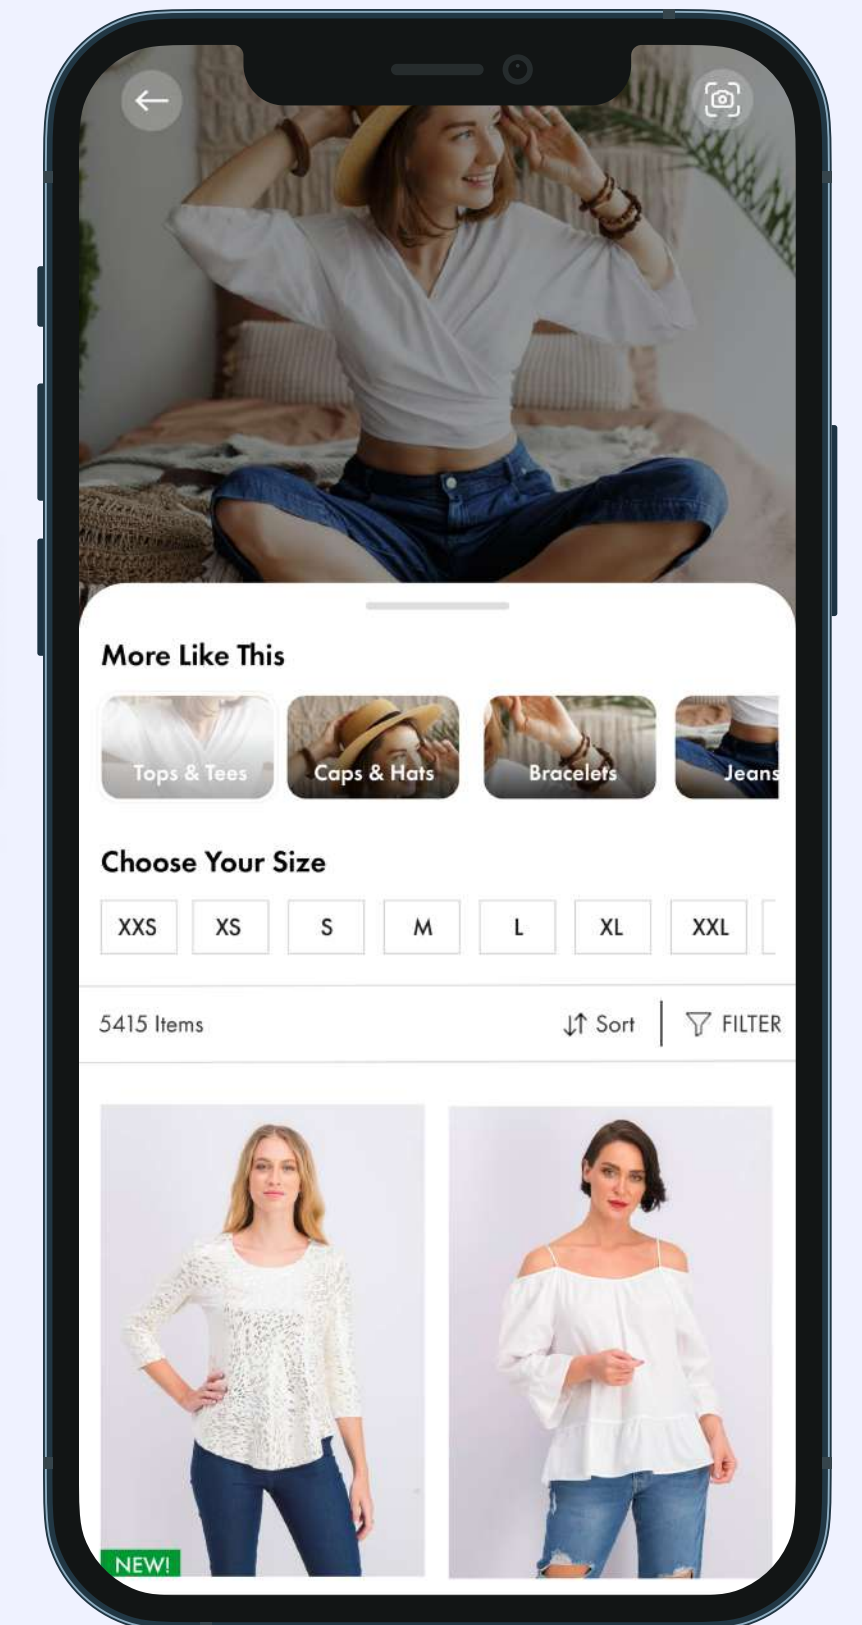 More Like This
Tops & Tees
Caps & Hats
Bracelets
Jeans
Choose Your Size
XXS
XS
S
M
L
XL
XXL
5415 Items
Sort
FILTER
NEW!